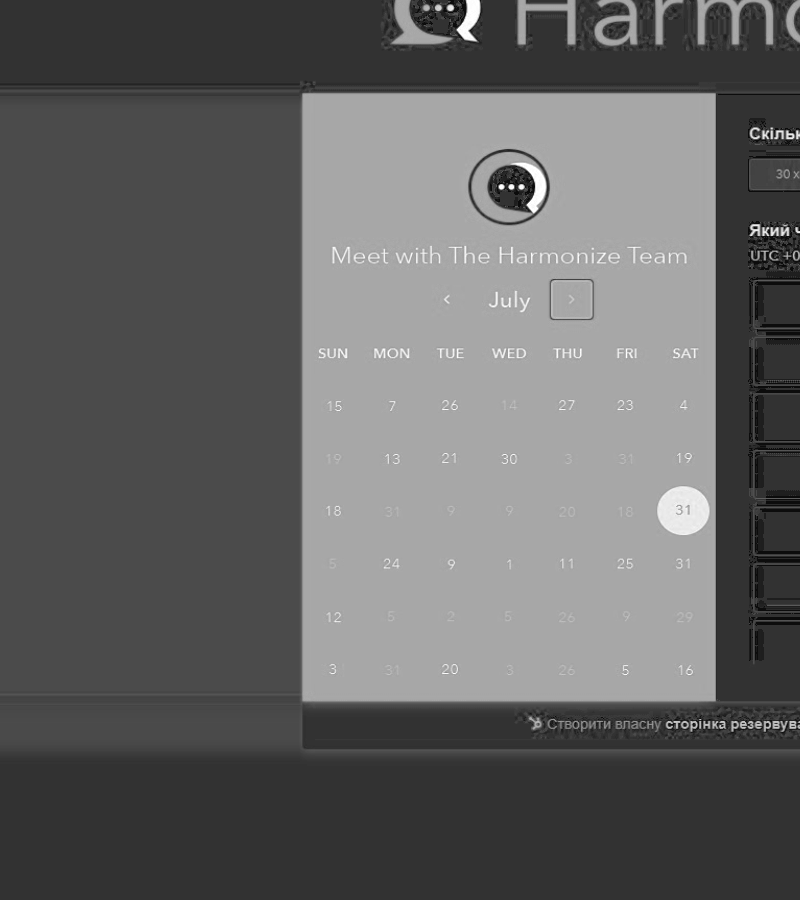 Harmo
Meet with The Harmonize Team
July
SUN MON TUE WED THU FRI SAT
15 7 26 14 27 23 4
19 13 21 30 3 31 19
18 31 9 9 20 18 31
5 24 9 1 11 25 31
12 5 2 5 26 9 29
3 31 20 3 26 5 16
Скільк
30 х
Який ч
UTC +0
Створити власну сторінка резервува